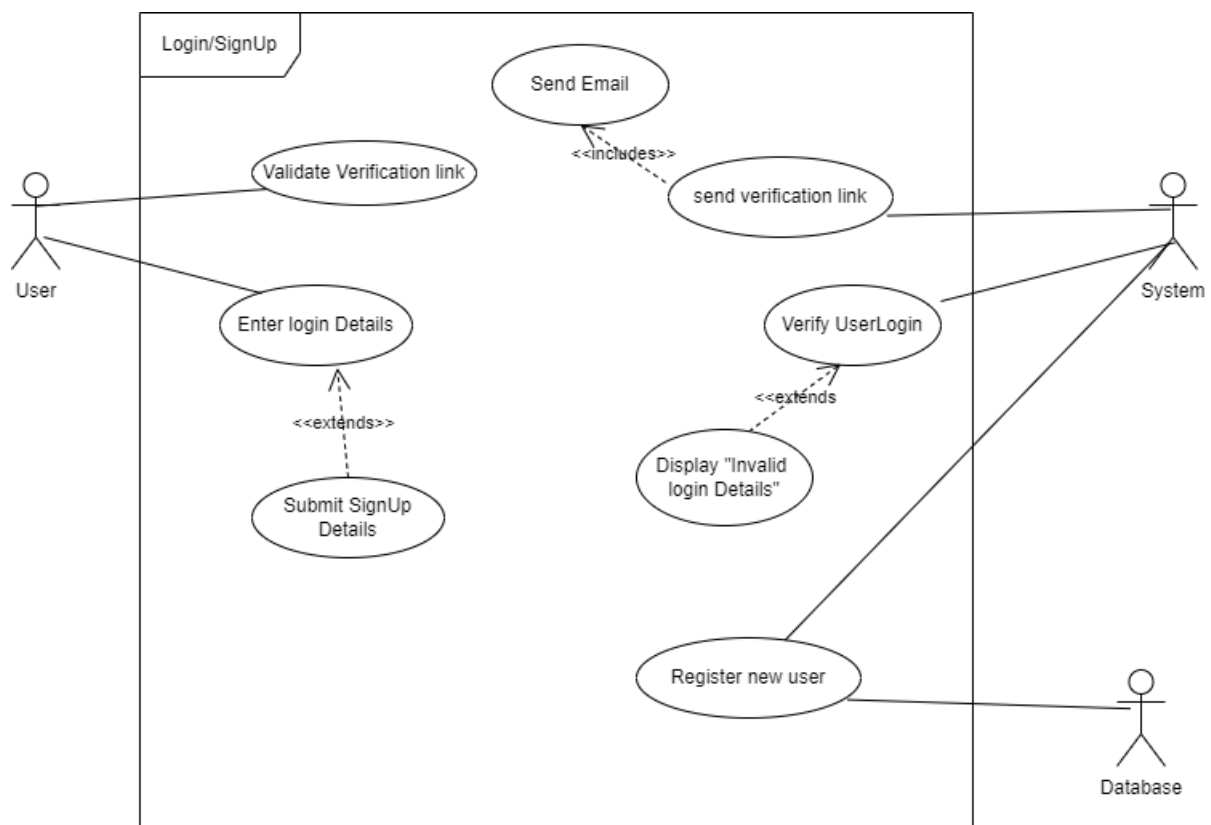 Login/SignUp
Send Email
<<includes>>
Validate Verification link
send verification link
User
System
Enter login Details
Verify UserLogin
<<extends>>
<<extends
Display "Invalid
login Details"
Submit SignUp
Details
Register new user
Database